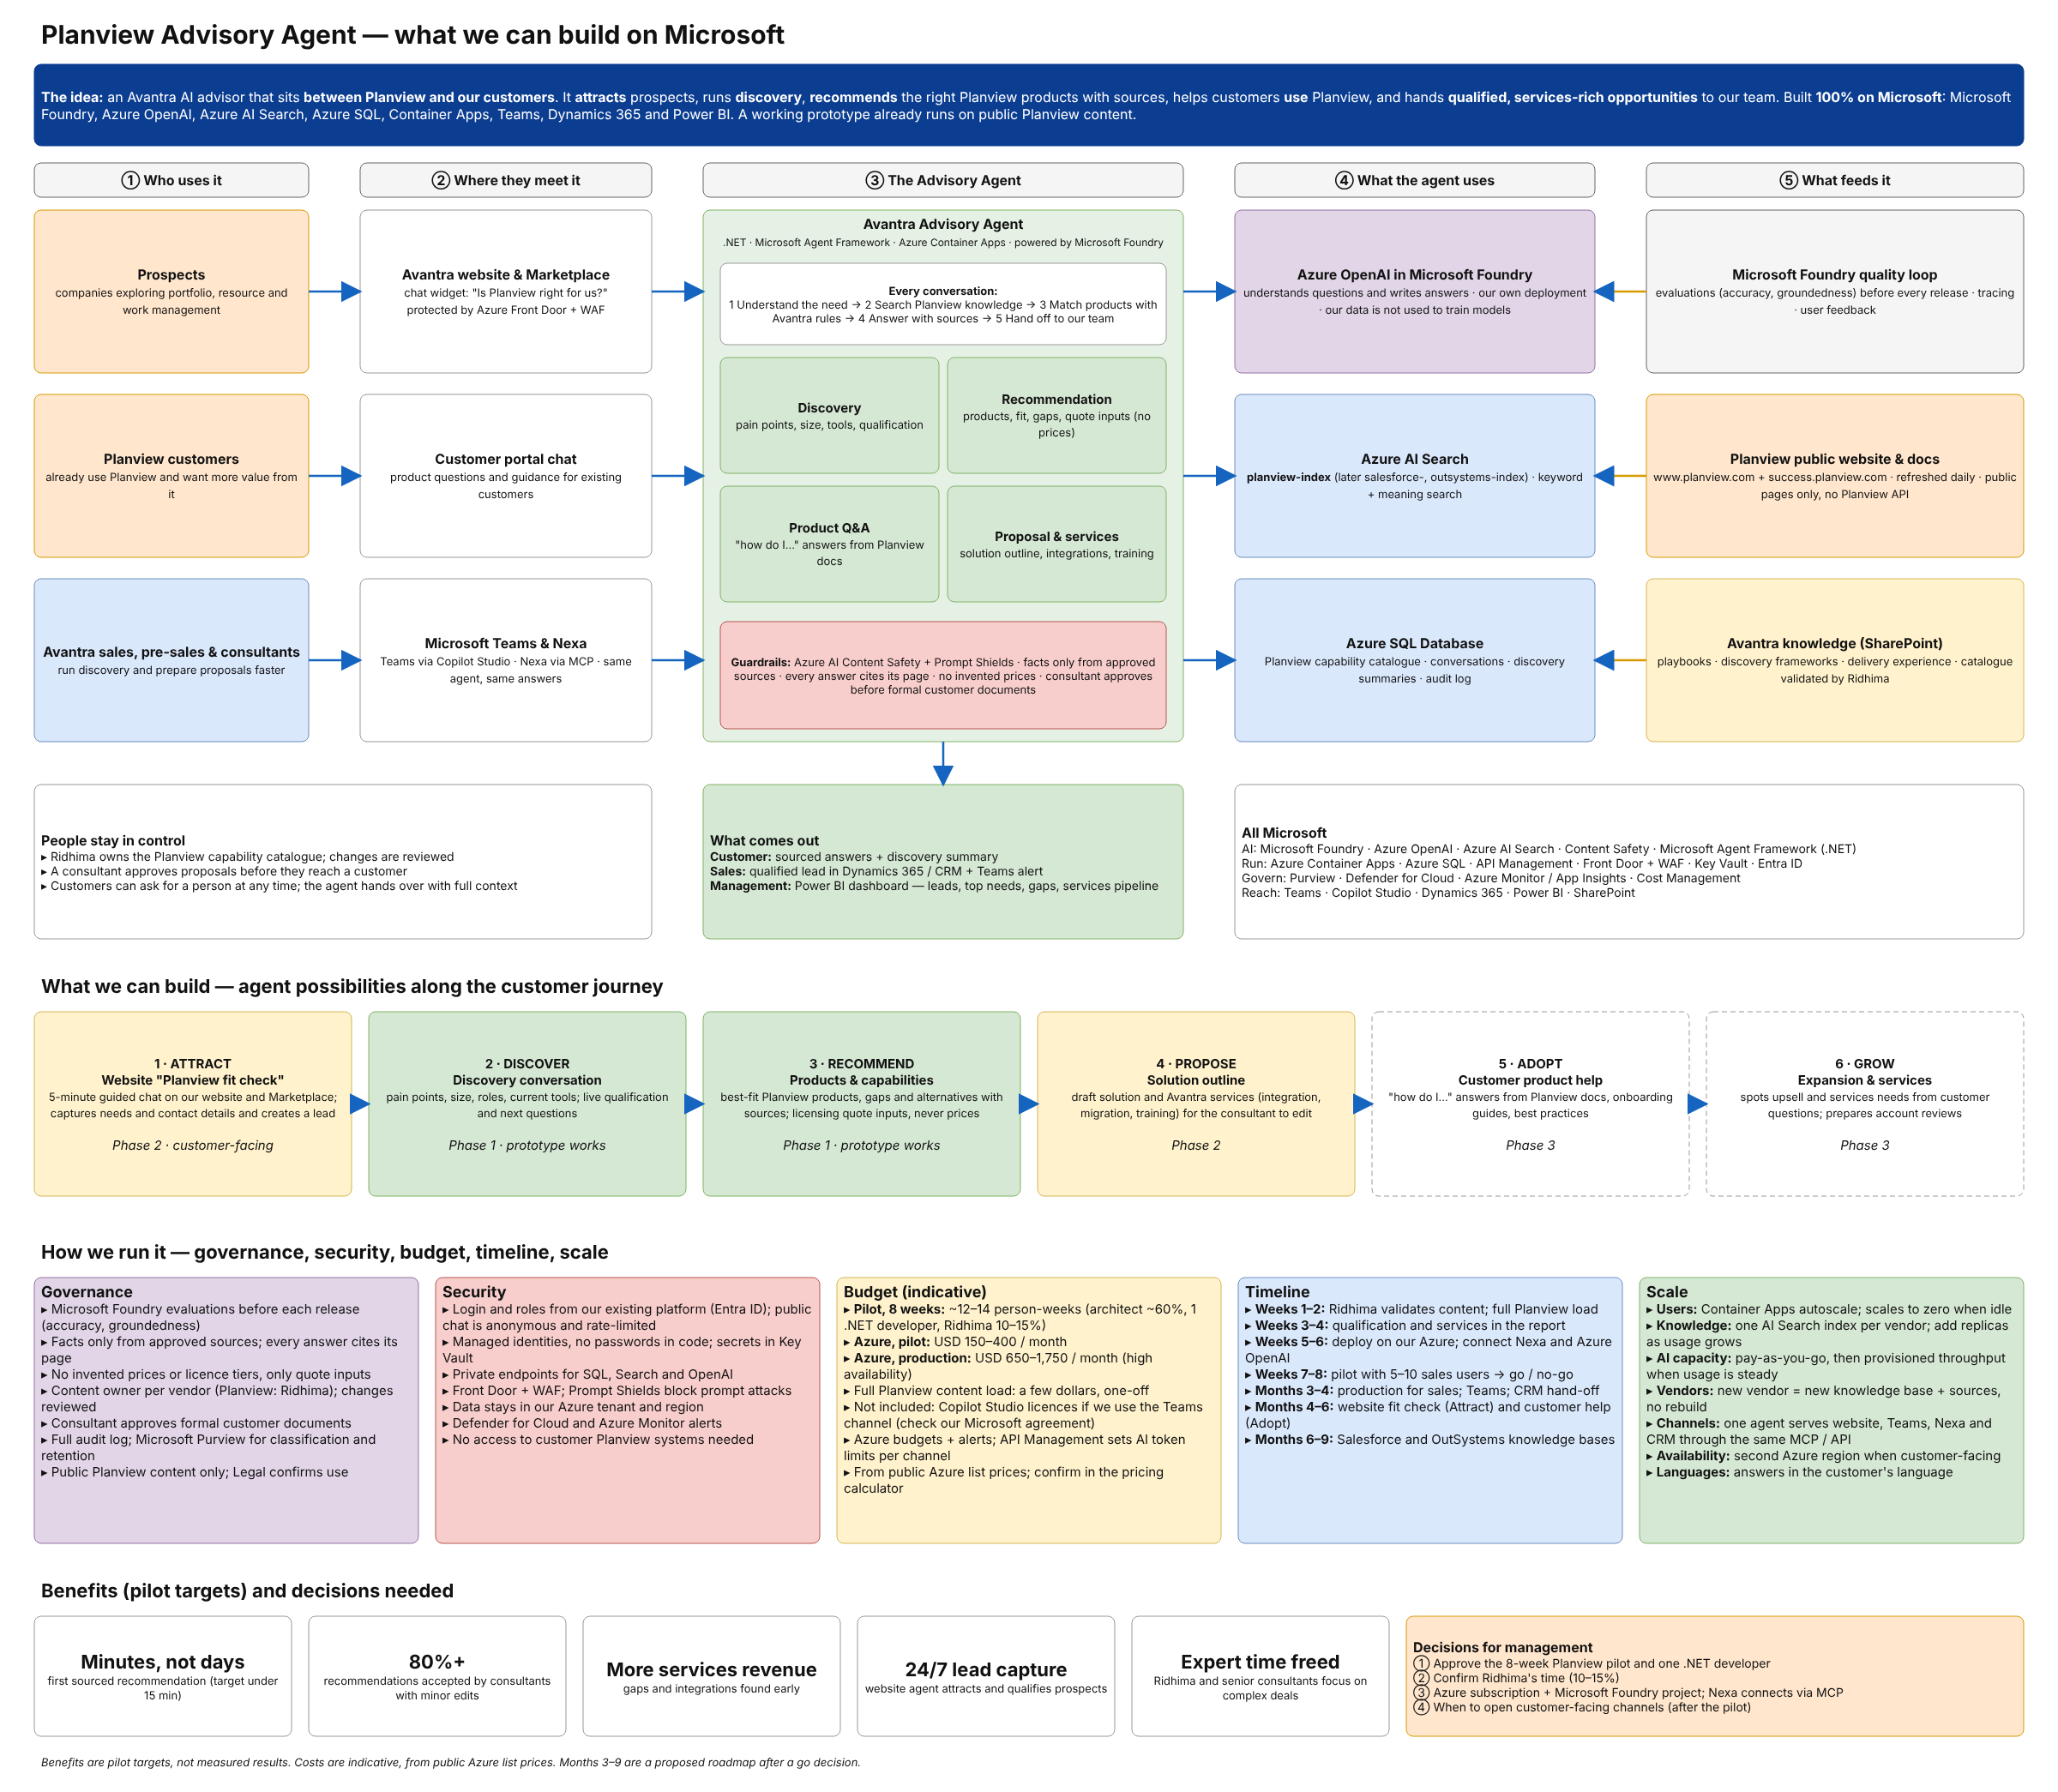 Planview Advisory Agent — what we can build on Microsoft
The idea: an Avantra AI advisor that sits between Planview and our customers. It attracts prospects, runs discovery, recommends the right Planview products with sources, helps customers use Planview, and hands qualified, services-rich opportunities to our team. Built 100% on Microsoft: Microsoft
Foundry, Azure OpenAI, Azure AI Search, Azure SQL, Container Apps, Teams, Dynamics 365 and Power BI. A working prototype already runs on public Planview content.
① Who uses it
② Where they meet it
③ The Advisory Agent
④ What the agent uses
⑤ What feeds it
Prospects
companies exploring portfolio, resource and
work management
Avantra website & Marketplace
chat widget: "Is Planview right for us?"
protected by Azure Front Door + WAF
Planview customers
already use Planview and want more value from
it
Customer portal chat
product questions and guidance for existing
customers
Avantra sales, pre-sales & consultants
run discovery and prepare proposals faster
Microsoft Teams & Nexa
Teams via Copilot Studio · Nexa via MCP · same
agent, same answers
Avantra Advisory Agent
.NET · Microsoft Agent Framework · Azure Container Apps · powered by Microsoft Foundry
Every conversation:
1 Understand the need → 2 Search Planview knowledge → 3 Match products with
Avantra rules → 4 Answer with sources → 5 Hand off to our team
Discovery
pain points, size, tools, qualification
Recommendation
products, fit, gaps, quote inputs (no
prices)
Product Q&A
"how do I…" answers from Planview
docs
Proposal & services
solution outline, integrations, training
Guardrails: Azure AI Content Safety + Prompt Shields · facts only from approved
sources · every answer cites its page · no invented prices · consultant approves
before formal customer documents
Azure OpenAI in Microsoft Foundry
understands questions and writes answers · our own deployment
· our data is not used to train models
Microsoft Foundry quality loop
evaluations (accuracy, groundedness) before every release · tracing
· user feedback
Azure AI Search
planview-index (later salesforce-, outsystems-index) · keyword
+ meaning search
Planview public website & docs
www.planview.com + success.planview.com · refreshed daily · public
pages only, no Planview API
Azure SQL Database
Planview capability catalogue · conversations · discovery
summaries · audit log
Avantra knowledge (SharePoint)
playbooks · discovery frameworks · delivery experience · catalogue
validated by Ridhima
People stay in control
▸ Ridhima owns the Planview capability catalogue; changes are reviewed
▸ A consultant approves proposals before they reach a customer
▸ Customers can ask for a person at any time; the agent hands over with full context
What comes out
Customer: sourced answers + discovery summary
Sales: qualified lead in Dynamics 365 / CRM + Teams alert
Management: Power BI dashboard — leads, top needs, gaps, services pipeline
All Microsoft
AI: Microsoft Foundry · Azure OpenAI · Azure AI Search · Content Safety · Microsoft Agent Framework (.NET)
Run: Azure Container Apps · Azure SQL · API Management · Front Door + WAF · Key Vault · Entra ID
Govern: Purview · Defender for Cloud · Azure Monitor / App Insights · Cost Management
Reach: Teams · Copilot Studio · Dynamics 365 · Power BI · SharePoint
What we can build — agent possibilities along the customer journey
1 · ATTRACT
Website "Planview fit check"
5-minute guided chat on our website and Marketplace;
captures needs and contact details and creates a lead
Phase 2 · customer-facing
2 · DISCOVER
Discovery conversation
pain points, size, roles, current tools; live qualification
and next questions
Phase 1 · prototype works
3 · RECOMMEND
Products & capabilities
best-fit Planview products, gaps and alternatives with
sources; licensing quote inputs, never prices
Phase 1 · prototype works
4 · PROPOSE
Solution outline
draft solution and Avantra services (integration,
migration, training) for the consultant to edit
Phase 2
5 · ADOPT
Customer product help
"how do I…" answers from Planview docs, onboarding
guides, best practices
Phase 3
6 · GROW
Expansion & services
spots upsell and services needs from customer
questions; prepares account reviews
Phase 3
How we run it — governance, security, budget, timeline, scale
Governance
▸ Microsoft Foundry evaluations before each release
(accuracy, groundedness)
▸ Facts only from approved sources; every answer cites its
page
▸ No invented prices or licence tiers, only quote inputs
▸ Content owner per vendor (Planview: Ridhima); changes
reviewed
▸ Consultant approves formal customer documents
▸ Full audit log; Microsoft Purview for classification and
retention
▸ Public Planview content only; Legal confirms use
Security
▸ Login and roles from our existing platform (Entra ID); public
chat is anonymous and rate-limited
▸ Managed identities, no passwords in code; secrets in Key
Vault
▸ Private endpoints for SQL, Search and OpenAI
▸ Front Door + WAF; Prompt Shields block prompt attacks
▸ Data stays in our Azure tenant and region
▸ Defender for Cloud and Azure Monitor alerts
▸ No access to customer Planview systems needed
Budget (indicative)
▸ Pilot, 8 weeks: ~12–14 person-weeks (architect ~60%, 1
.NET developer, Ridhima 10–15%)
▸ Azure, pilot: USD 150–400 / month
▸ Azure, production: USD 650–1,750 / month (high
availability)
▸ Full Planview content load: a few dollars, one-off
▸ Not included: Copilot Studio licences if we use the Teams
channel (check our Microsoft agreement)
▸ Azure budgets + alerts; API Management sets AI token
limits per channel
▸ From public Azure list prices; confirm in the pricing
calculator
Timeline
▸ Weeks 1–2: Ridhima validates content; full Planview load
▸ Weeks 3–4: qualification and services in the report
▸ Weeks 5–6: deploy on our Azure; connect Nexa and Azure
OpenAI
▸ Weeks 7–8: pilot with 5–10 sales users → go / no-go
▸ Months 3–4: production for sales; Teams; CRM hand-off
▸ Months 4–6: website fit check (Attract) and customer help
(Adopt)
▸ Months 6–9: Salesforce and OutSystems knowledge bases
Scale
▸ Users: Container Apps autoscale; scales to zero when idle
▸ Knowledge: one AI Search index per vendor; add replicas
as usage grows
▸ AI capacity: pay-as-you-go, then provisioned throughput
when usage is steady
▸ Vendors: new vendor = new knowledge base + sources,
no rebuild
▸ Channels: one agent serves website, Teams, Nexa and
CRM through the same MCP / API
▸ Availability: second Azure region when customer-facing
▸ Languages: answers in the customer's language
Benefits (pilot targets) and decisions needed
Minutes, not days
first sourced recommendation (target under
15 min)
80%+
recommendations accepted by consultants
with minor edits
More services revenue
gaps and integrations found early
24/7 lead capture
website agent attracts and qualifies prospects
Expert time freed
Ridhima and senior consultants focus on
complex deals
Decisions for management
① Approve the 8-week Planview pilot and one .NET developer
② Confirm Ridhima's time (10–15%)
③ Azure subscription + Microsoft Foundry project; Nexa connects via MCP
④ When to open customer-facing channels (after the pilot)
Benefits are pilot targets, not measured results. Costs are indicative, from public Azure list prices. Months 3–9 are a proposed roadmap after a go decision.